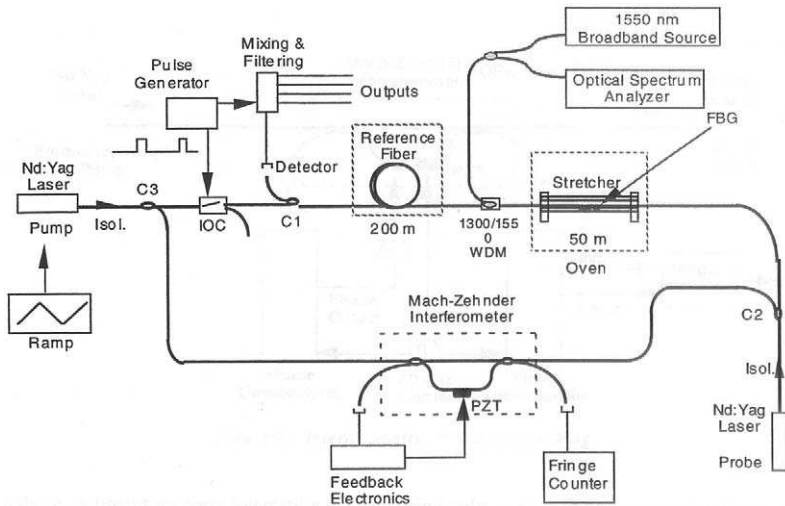 1550 nm
Broadband Source
Mixing &
Filtering
Pulse
Generator
Outputs
Optical Spectrum
Analyzer
FBG
Reference
Fiber
Detector
Nd:Yag
Laser
C3
Stretcher
Pump
Isol.
IOC
C1
200 m
1300/155
0
WDM
50 m
Oven
Ramp
Mach-Zehnder
Interferometer
C2
PZT
Isol.
Nd:Yag
Laser
Probe
Feedback
Electronics
Fringe
Counter